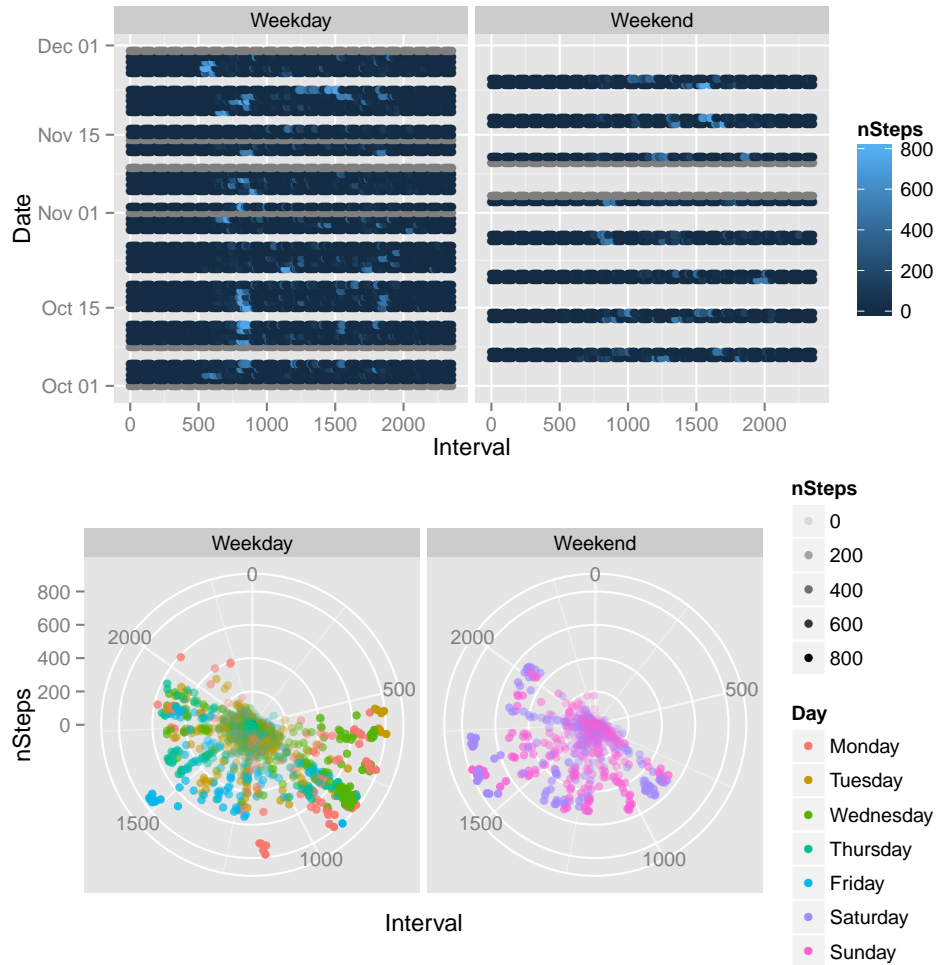 Weekday
Weekend
Dec 01
Nov 15
Nov 01
Oct 15
Oct 01
Date
0 500 1000 1500 2000
0 500 1000 1500 2000
Interval
nSteps
800
600
400
200
0
Weekday
Weekend
800
600
400
200
0
nSteps
0
500
1000
1500
2000
0
500
1000
1500
2000
Interval
nSteps
0
200
400
600
800
Day
Monday
Tuesday
Wednesday
Thursday
Friday
Saturday
Sunday